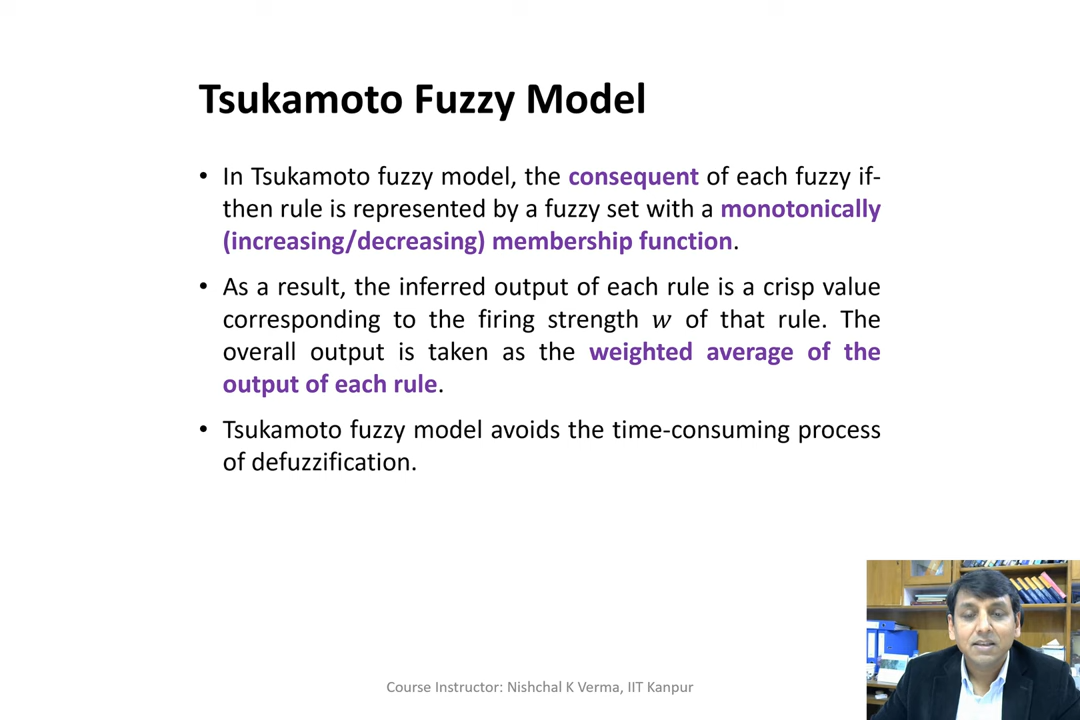 Tsukamoto Fuzzy Model
• In Tsukamoto fuzzy model, the consequent of each fuzzy if-
then rule is represented by a fuzzy set with a monotonically
(increasing/decreasing) membership function.
• As a result, the inferred output of each rule is a crisp value
corresponding to the firing strength w of that rule. The
overall output is taken as the weighted average of the
output of each rule.
• Tsukamoto fuzzy model avoids the time-consuming process
of defuzzification.
Course Instructor: Nishchal K Verma, IIT Kanpur